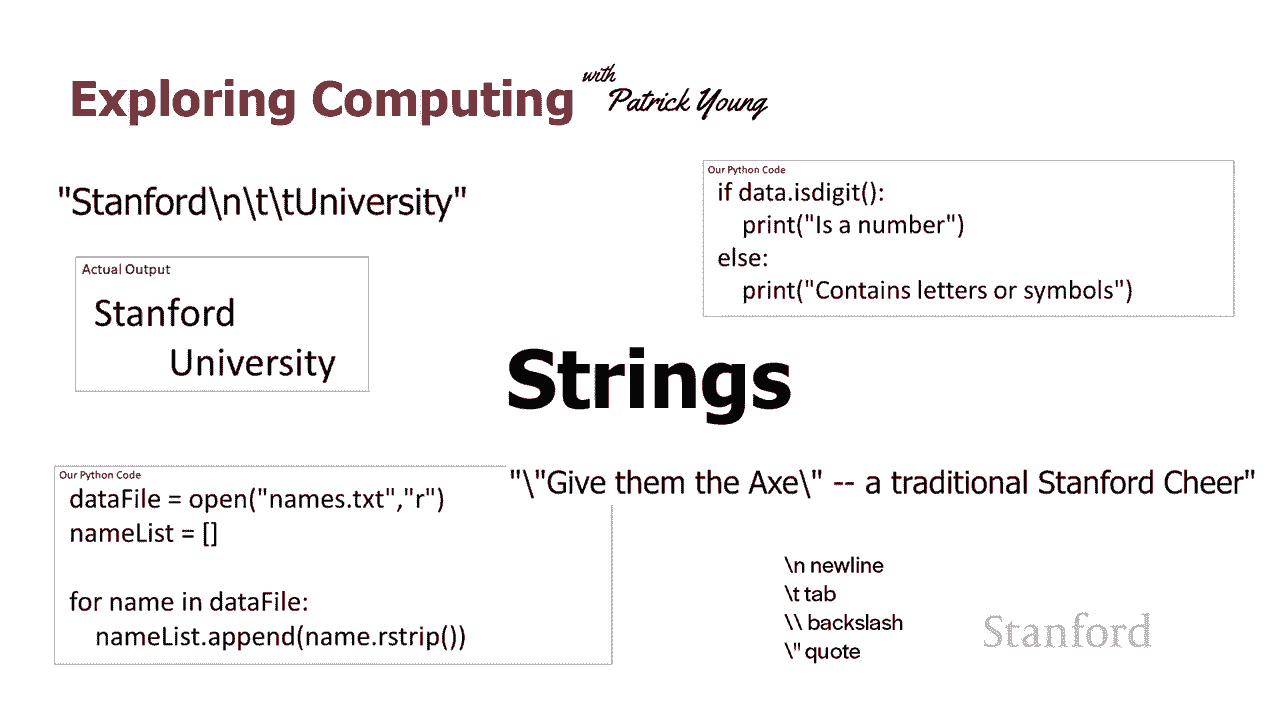 Exploring Computing with Patrick Young
"Stanford\n\t\tUniversity"
Actual Output
Stanford
University
Our Python Code
if data.isdigit():
print("Is a number")
else:
print("Contains letters or symbols")
Strings
Our Python Code
dataFile = open("names.txt","r")
nameList = []
for name in dataFile:
nameList.append(name.rstrip())
"\"Give them the Axe\" -- a traditional Stanford Cheer"
\n newline
\t tab
\\ backslash
\" quote
Stanford